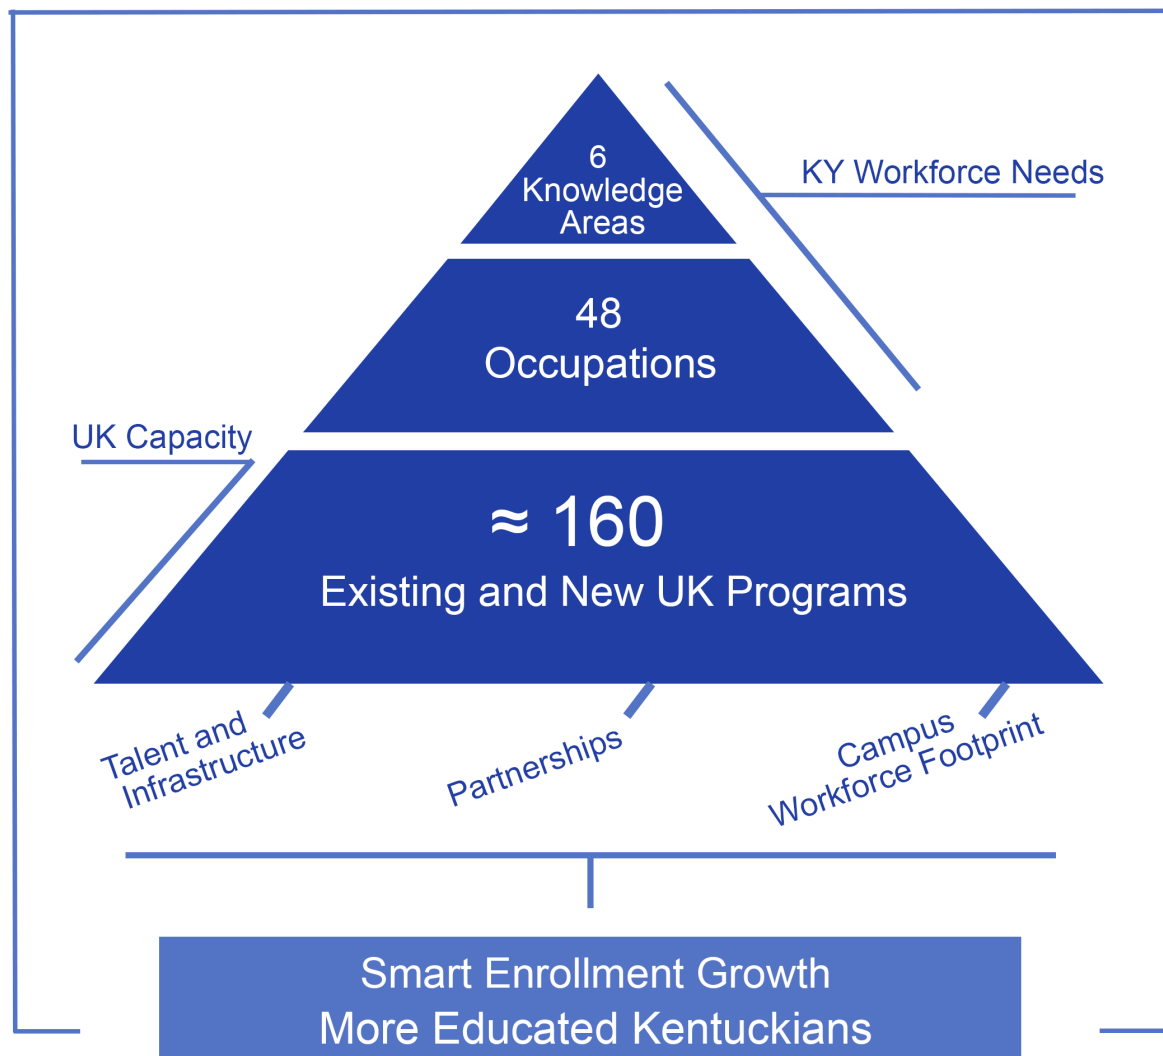 6
Knowledge
Areas
KY Workforce Needs
48
Occupations
UK Capacity
≈ 160
Existing and New UK Programs
Talent and
Infrastructure
Partnerships
Campus
Workforce Footprint
Smart Enrollment Growth
More Educated Kentuckians